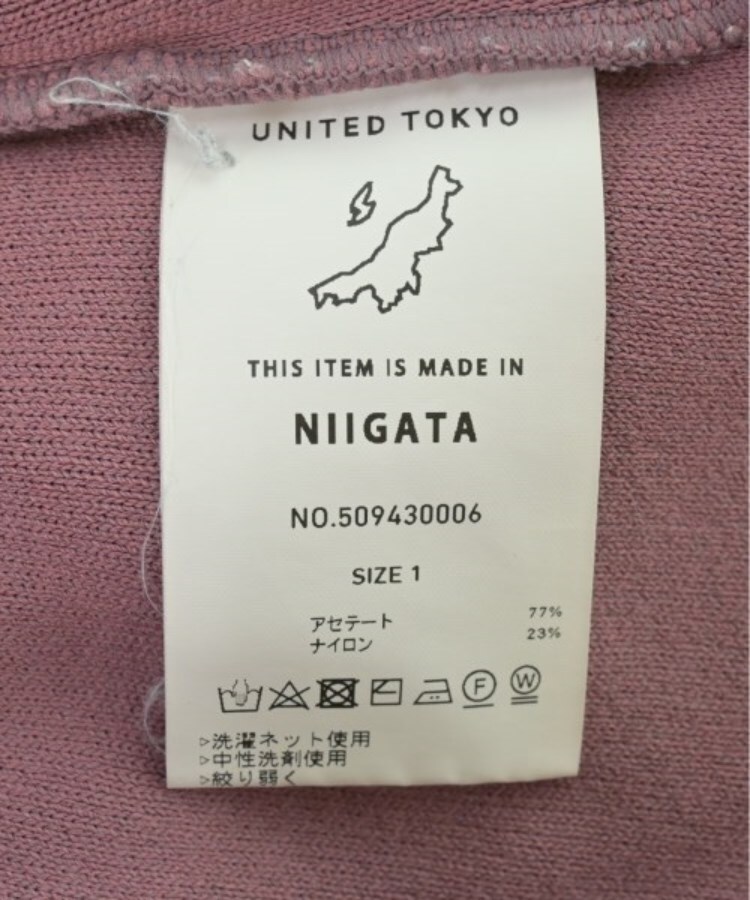 UNITED TOKYO
THIS ITEM IS MADE IN
NIIGATA
NO.509430006
SIZE 1
アセテート 77%
ナイロン 23%
F W
>洗濯ネット使用
>中性洗剤使用
>絞り弱く